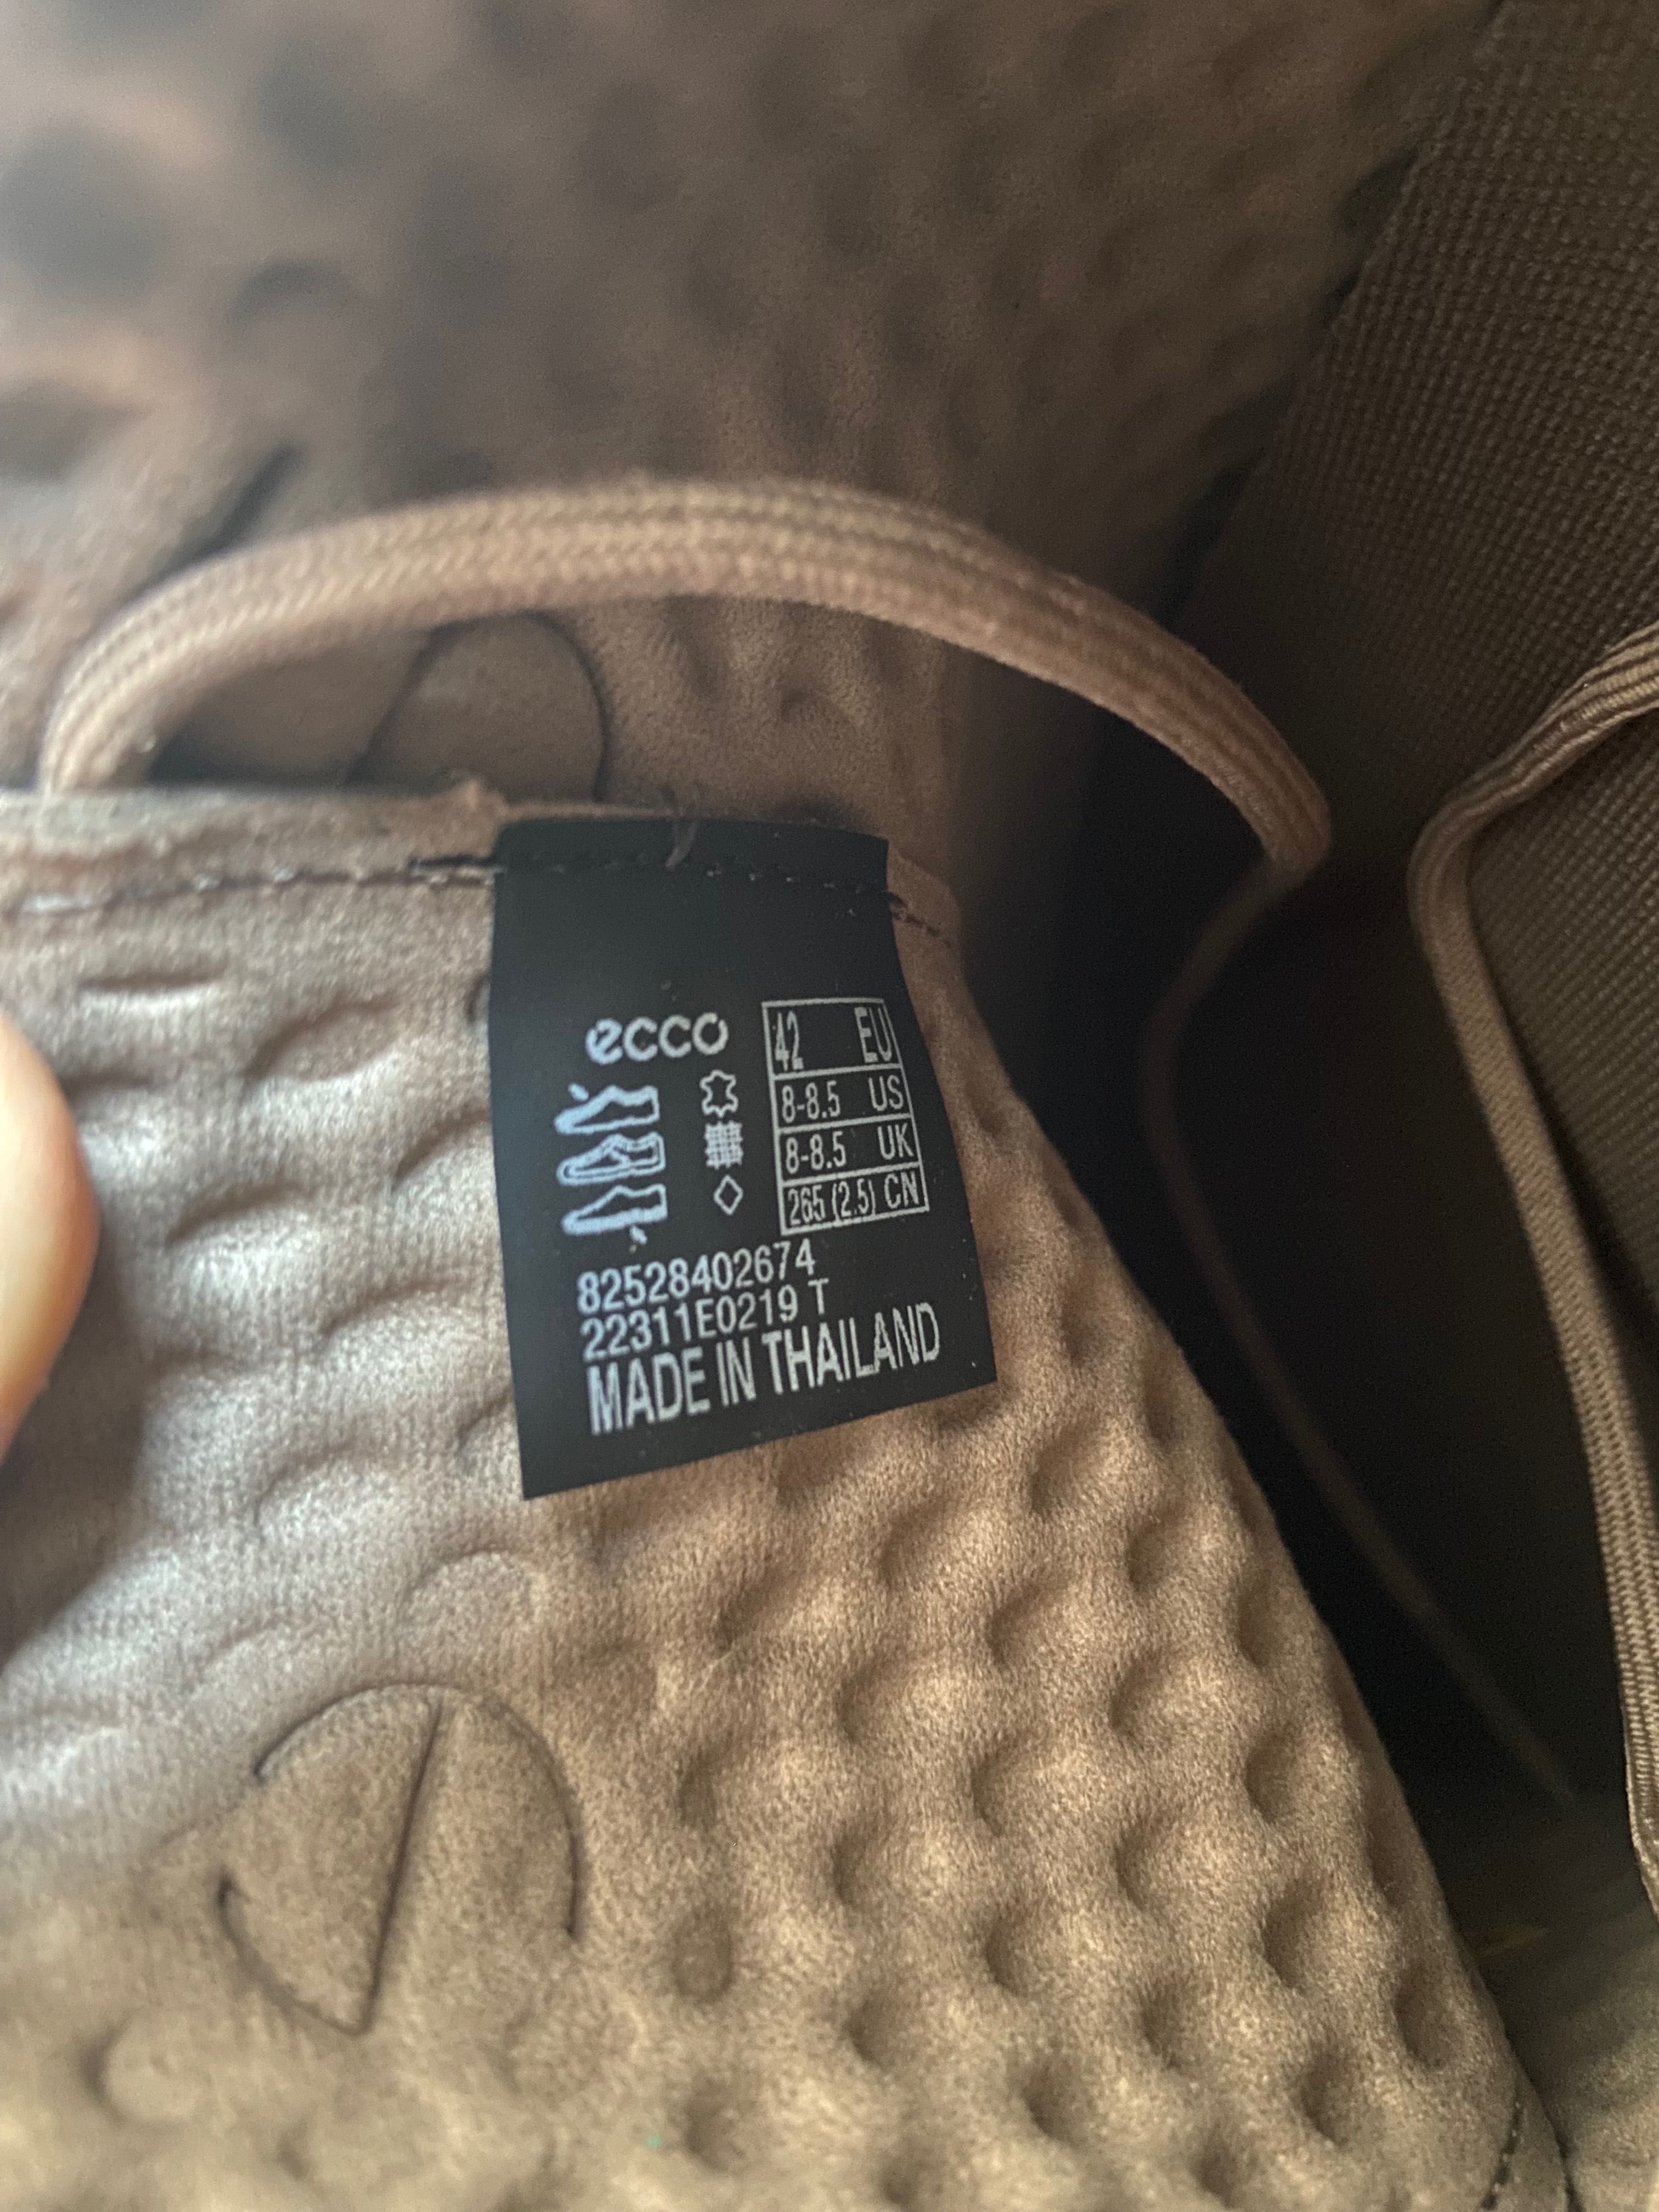 ecco
42 EU
8-8.5 US
8-8.5 UK
265 (2.5) CN
82528402674
22311E0219 T
MADE IN THAILAND